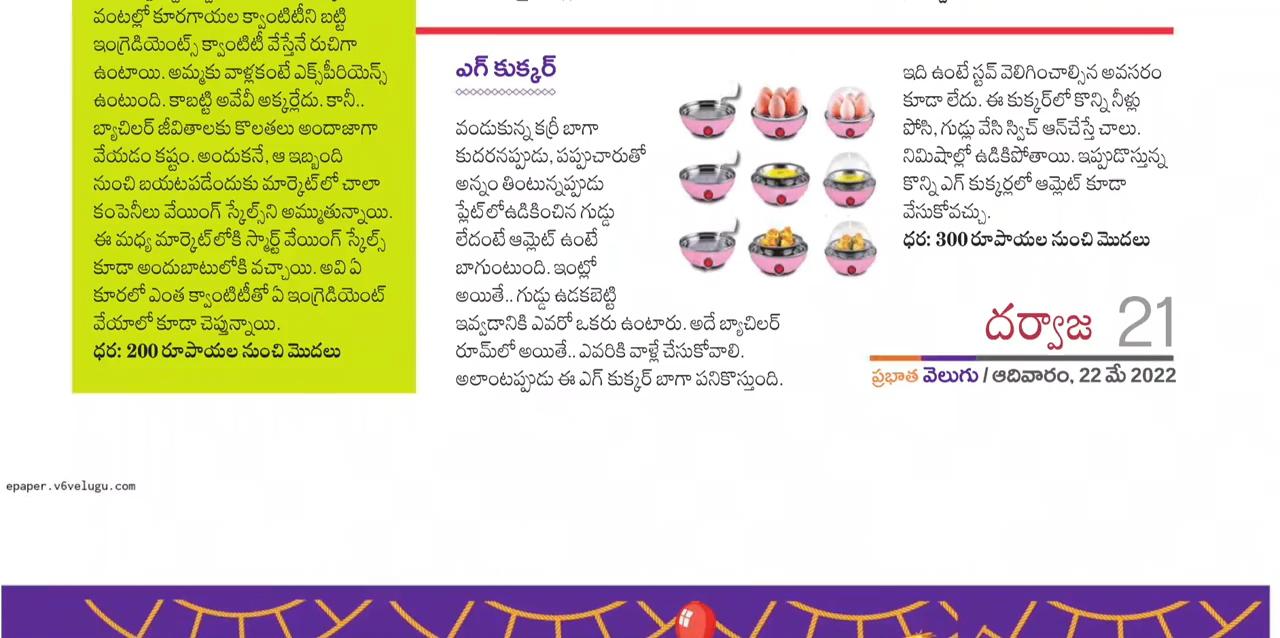 వంటల్లో కూరగాయల క్వాంటిటీని బట్టి
ఇంగ్రెడియెంట్స్ క్వాంటిటీ వేస్తేనే రుచిగా
ఉంటాయి. అమ్మకు వాళ్లకంటే ఎక్స్‌పీరియెన్స్
ఉంటుంది. కాబట్టి అవేవీ అక్కర్లేదు. కానీ..
బ్యాచిలర్ జీవితాలకు కొలతలు అందాజాగా
వేయడం కష్టం. అందుకనే, ఆ ఇబ్బంది
నుంచి బయటపడేందుకు మార్కెట్‌లో చాలా
కంపెనీలు వేయింగ్ స్కేల్స్‌ని అమ్ముతున్నాయి.
ఈ మధ్య మార్కెట్‌లోకి స్మార్ట్ వేయింగ్ స్కేల్స్
కూడా అందుబాటులోకి వచ్చాయి. అవి ఏ
కూరలో ఎంత క్వాంటిటీతో ఏ ఇంగ్రెడియెంట్
వేయాలో కూడా చెప్తున్నాయి.
ధర: 200 రూపాయల నుంచి మొదలు
ఎగ్ కుక్కర్
వండుకున్న కర్రీ బాగా
కుదరనప్పుడు, పప్పుచారుతో
అన్నం తింటున్నప్పుడు
ప్లేట్‌లో ఉడికించిన గుడ్డు
లేదంటే ఆమ్లెట్ ఉంటే
బాగుంటుంది. ఇంట్లో
అయితే.. గుడ్డు ఉడకబెట్టి
ఇవ్వడానికి ఎవరో ఒకరు ఉంటారు. అదే బ్యాచిలర్
రూమ్‌లో అయితే.. ఎవరికి వాళ్లే చేసుకోవాలి.
అలాంటప్పుడు ఈ ఎగ్ కుక్కర్ బాగా పనికొస్తుంది.
ఇది ఉంటే స్టవ్ వెలిగించాల్సిన అవసరం
కూడా లేదు. ఈ కుక్కర్‌లో కొన్ని నీళ్లు
పోసి, గుడ్లు వేసి స్విచ్ ఆన్‌చేస్తే చాలు.
నిమిషాల్లో ఉడికిపోతాయి. ఇప్పుడొస్తున్న
కొన్ని ఎగ్ కుక్కర్లలో ఆమ్లెట్ కూడా
వేసుకోవచ్చు.
ధర: 300 రూపాయల నుంచి మొదలు
దర్వాజ 21
ప్రభాత వెలుగు / ఆదివారం, 22 మే 2022
epaper.v6velugu.com